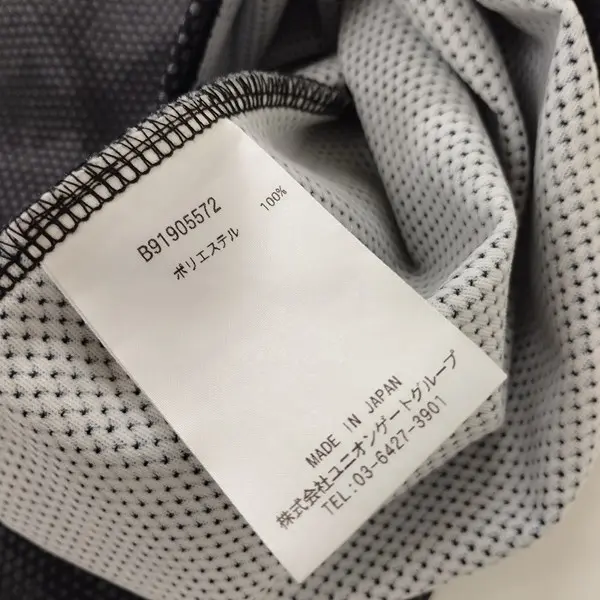 B91905572
ポリエステル 100%
MADE IN JAPAN
株式会社ユニオンゲートグループ
TEL:03-6427-3901